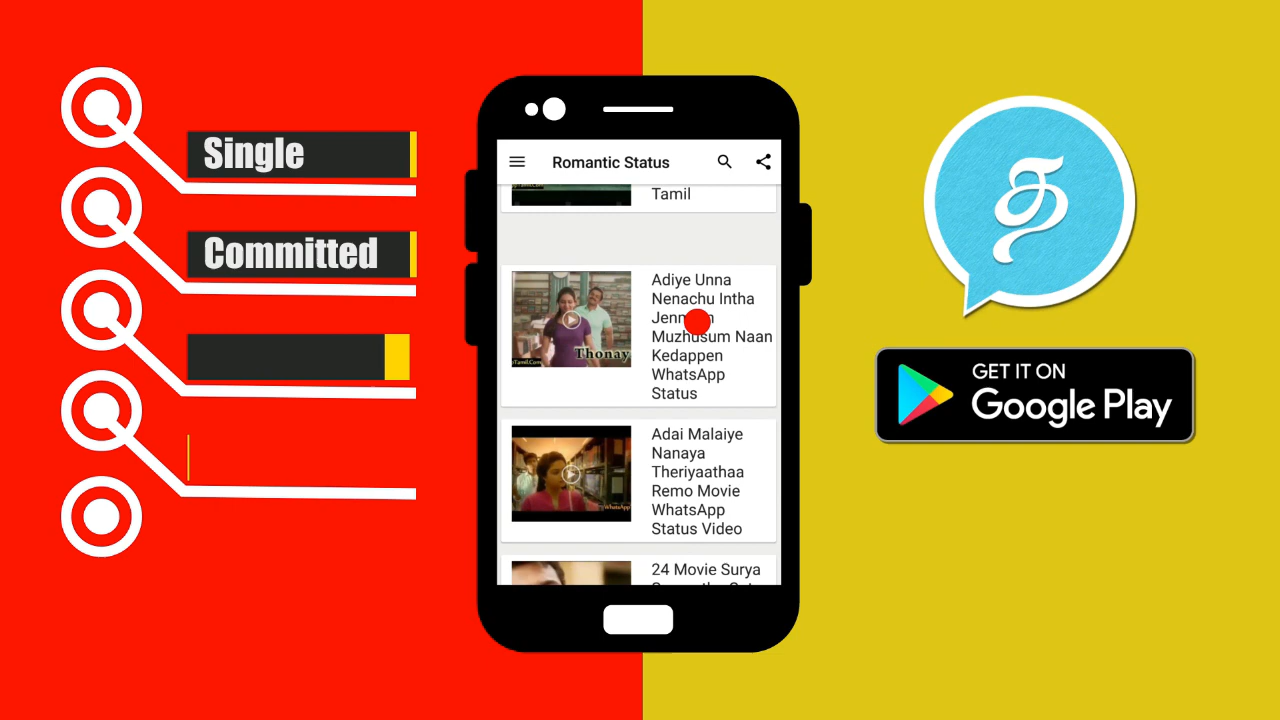 Single
Committed
Romantic Status
Tamil
Adiye Unna
Nenachu Intha
Muzhusum Naan
Kedappen
WhatsApp
Status
Thonay
Adai Malaiye
Nanaya
Theriyaathaa
Remo Movie
WhatsApp
Status Video
WhatsApp
24 Movie Surya
த
GET IT ON
Google Play